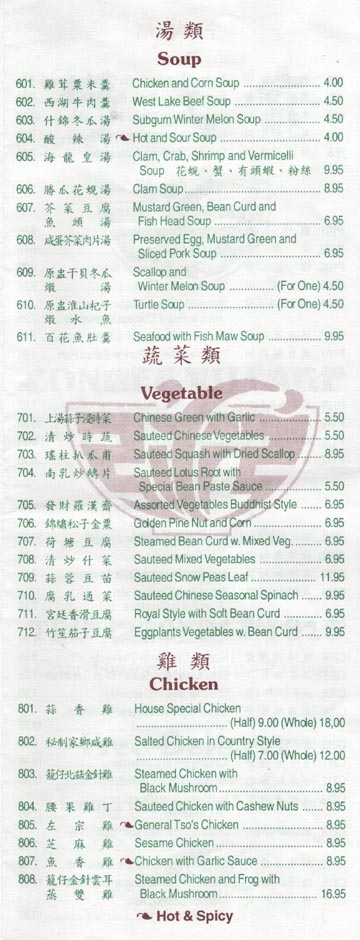 湯類
Soup
601. 雞茸粟米羹 Chicken and Corn Soup 4.00
602. 西湖牛肉羹 West Lake Beef Soup 4.50
603. 什錦冬瓜湯 Subgum Winter Melon Soup 4.50
604. 酸辣湯 Hot and Sour Soup 4.00
605. 海龍皇湯 Clam, Crab, Shrimp and Vermicelli
Soup 花蜆、蟹、有頭蝦、粉絲 9.95
606. 勝瓜花蜆湯 Clam Soup 8.95
607. 芥菜豆腐 Mustard Green, Bean Curd and
魚頭湯 Fish Head Soup 6.95
608. 咸蛋芥菜肉片湯 Preserved Egg, Mustard Green and
Sliced Pork Soup 6.95
609. 原盅干貝冬瓜 Scallop and
燉湯 Winter Melon Soup (For One) 4.50
610. 原盅淮山杞子 Turtle Soup (For One) 4.50
燉水魚
611. 百花魚肚羹 Seafood with Fish Maw Soup 9.95
蔬菜類
Vegetable
701. 上湯蒜子浸時菜 Chinese Green with Garlic 5.50
702. 清炒時蔬 Sauteed Chinese Vegetables 5.50
703. 瑤柱扒瓜甫 Sauteed Squash with Dried Scallop 8.95
704. 南乳炒藕片 Sauteed Lotus Root with
Special Bean Paste Sauce 5.50
705. 發財羅漢齋 Assorted Vegetables Buddhist Style 6.95
706. 錦繡松子金粟 Golden Pine Nut and Corn 6.95
707. 荷塘豆腐 Steamed Bean Curd w. Mixed Veg. 6.95
708. 清炒什菜 Sauteed Mixed Vegetables 6.95
709. 蒜蓉豆苗 Sauteed Snow Peas Leaf 11.95
710. 腐乳通菜 Sauteed Chinese Seasonal Spinach 9.95
711. 宮廷香滑豆腐 Royal Style with Soft Bean Curd 6.95
712. 竹笙茄子豆腐 Eggplants Vegetables w. Bean Curd 8.95
雞類
Chicken
801. 蒜香雞 House Special Chicken
(Half) 9.00 (Whole) 18,00
802. 秘制家鄉咸雞 Salted Chicken in Country Style
(Half) 7.00 (Whole) 12.00
803. 籠仔北菇金針雞 Steamed Chicken with
Black Mushroom 8.95
804. 腰果雞丁 Sauteed Chicken with Cashew Nuts 8.95
805. 左宗雞 General Tso's Chicken 8.95
806. 芝麻雞 Sesame Chicken 8.95
807. 魚香雞 Chicken with Garlic Sauce 8.95
808. 籠仔金針雲耳 Steamed Chicken and Frog with
蒸雙雞 Black Mushroom 16.95
Hot & Spicy